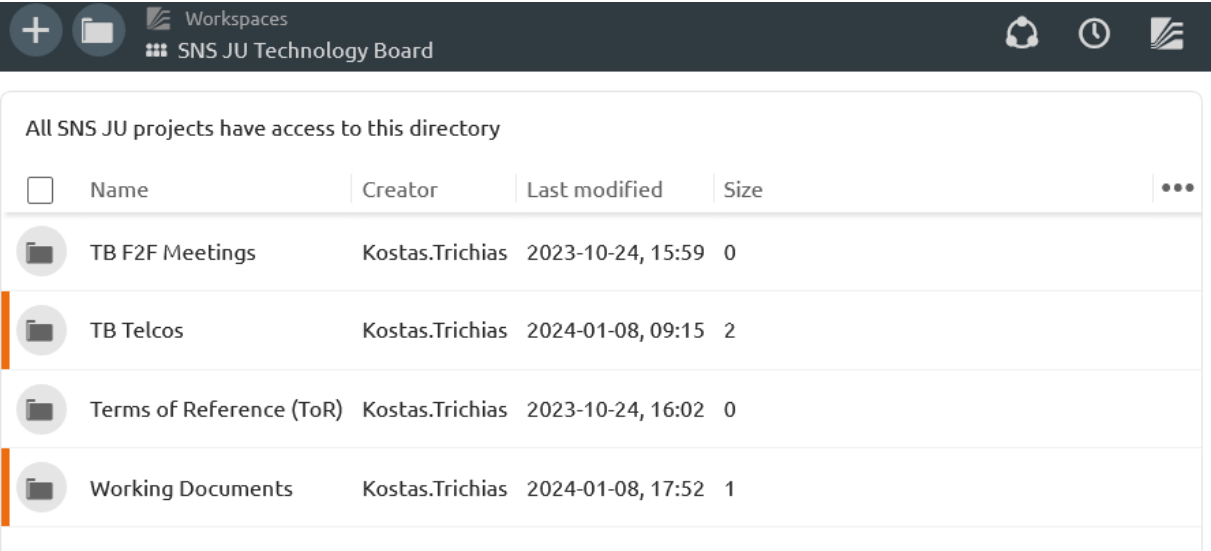 Workspaces
SNS JU Technology Board
All SNS JU projects have access to this directory
Name Creator Last modified Size
TB F2F Meetings Kostas.Trichias 2023-10-24, 15:59 0
TB Telcos Kostas.Trichias 2024-01-08, 09:15 2
Terms of Reference (ToR) Kostas.Trichias 2023-10-24, 16:02 0
Working Documents Kostas.Trichias 2024-01-08, 17:52 1